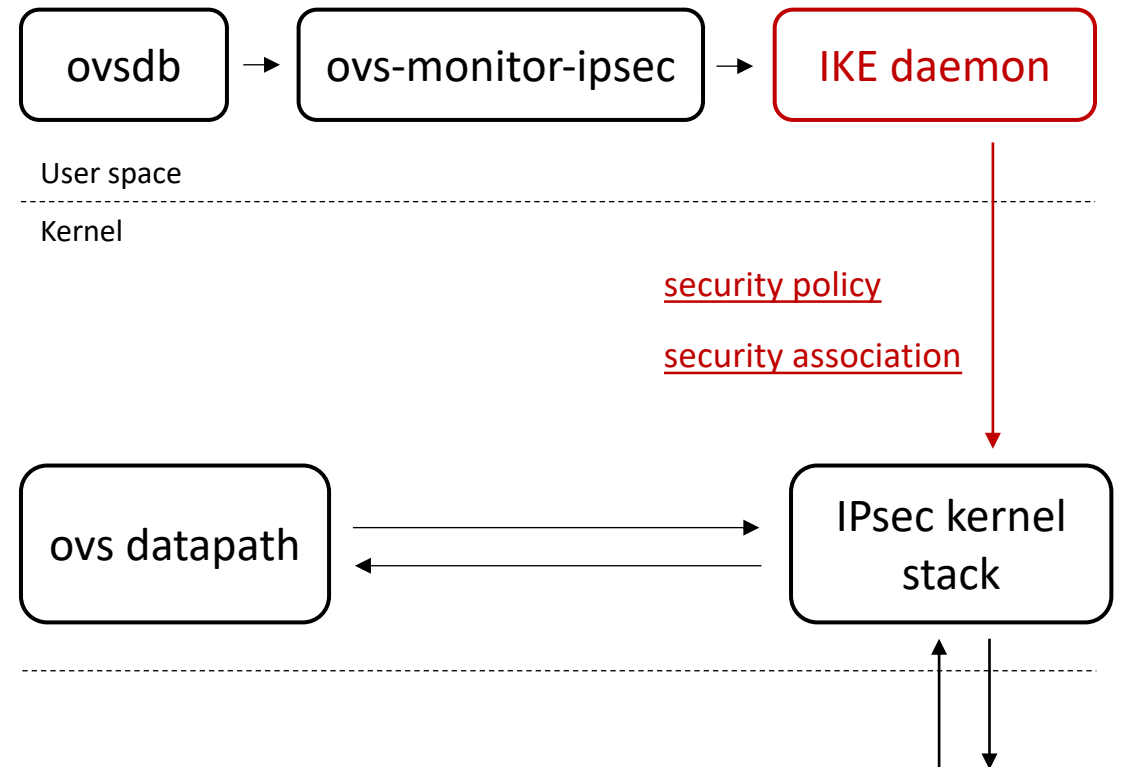 ovsdb
ovs-monitor-ipsec
IKE daemon
User space
Kernel
security policy
security association
ovs datapath
IPsec kernel
stack